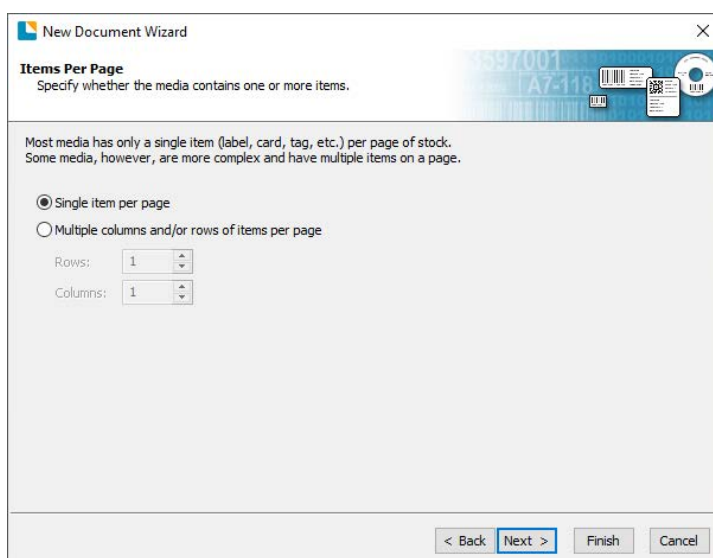 New Document Wizard
Items Per Page
Specify whether the media contains one or more items.
597001
A7-118
Most media has only a single item (label, card, tag, etc.) per page of stock.
Some media, however, are more complex and have multiple items on a page.
Single item per page
Multiple columns and/or rows of items per page
Rows: 1
Columns: 1
< Back Next > Finish Cancel